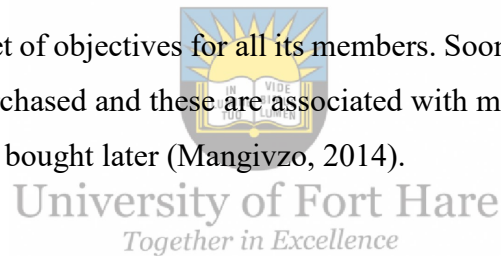 et of objectives for all its members. Soon
chased and these are associated with m
bought later (Mangivzo, 2014).
IN VIDE
TUO LUMEN
University of Fort Hare
Together in Excellence